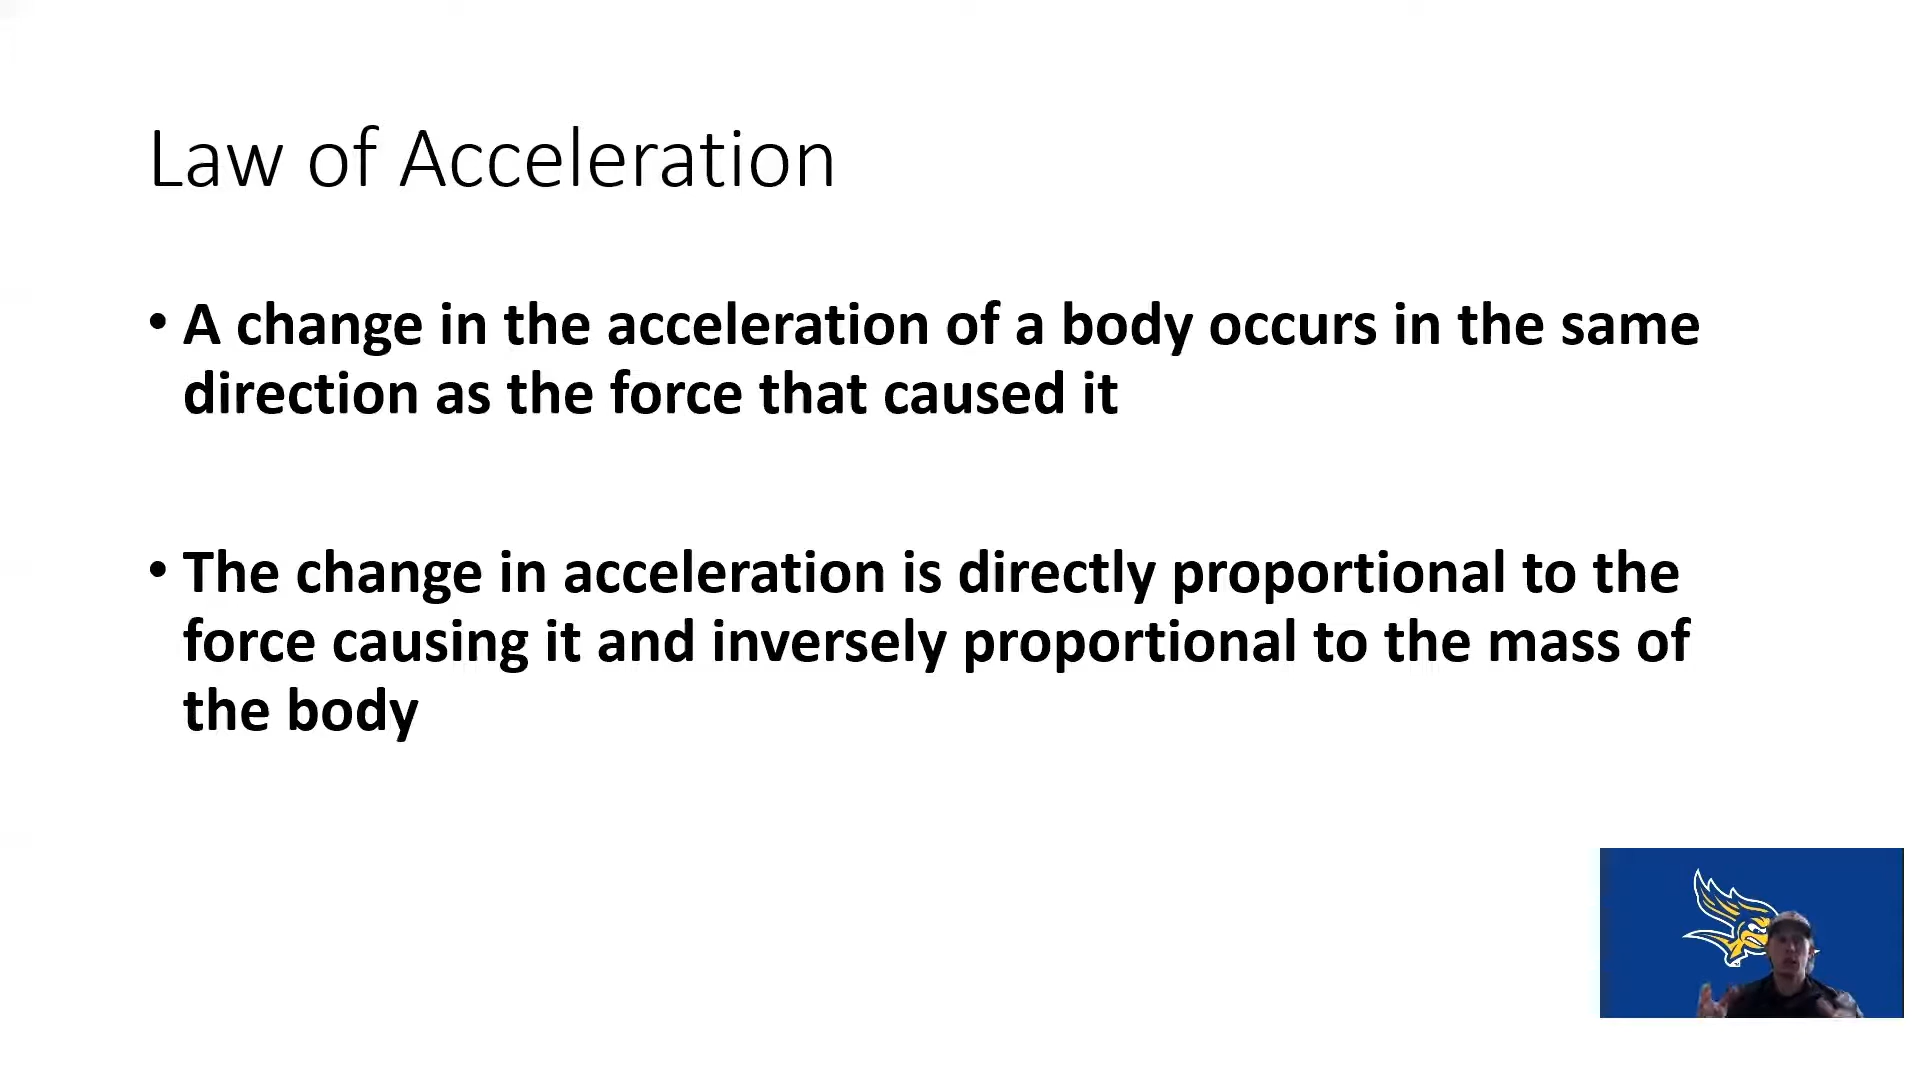 Law of Acceleration
• A change in the acceleration of a body occurs in the same
direction as the force that caused it
• The change in acceleration is directly proportional to the
force causing it and inversely proportional to the mass of
the body